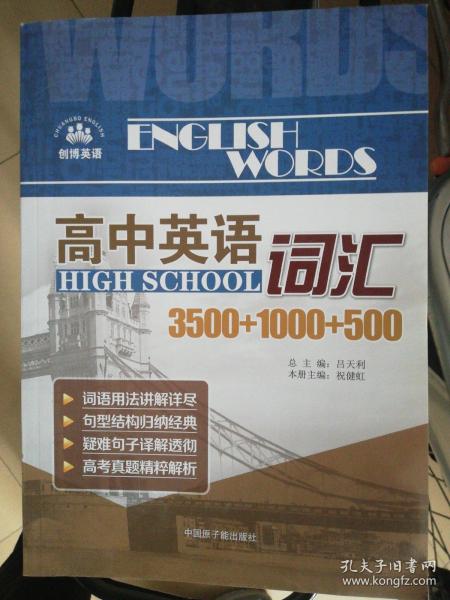 WORDS
CHUANGBO ENGLISH
创博英语
ENGLISH
WORDS
高中英语词汇
HIGH SCHOOL
3500+1000+500
总 主 编：吕天利
本册主编：祝健虹
词语用法讲解详尽
句型结构归纳经典
疑难句子译解透彻
高考真题精粹解析
中国原子能出版社
孔夫子旧书网
www.kongfz.com